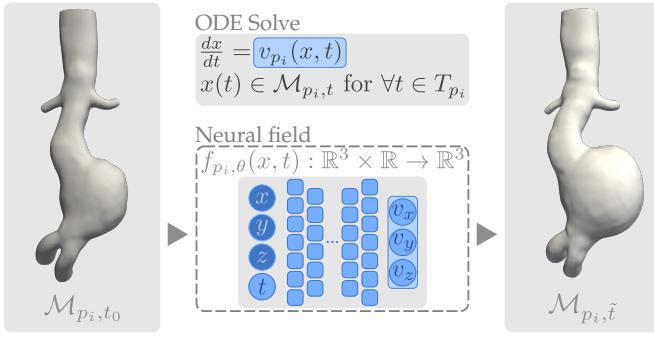 ODE Solve
dx/dt = v_{p_i}(x, t)
x(t) ∈ ℳ_{p_i,t} for ∀t ∈ T_{p_i}
Neural field
f_{p_i,θ}(x, t) : ℝ³ × ℝ → ℝ³
x
y
z
t
...
v_x
v_y
v_z
ℳ_{p_i,t_0}
ℳ_{p_i,t̃}